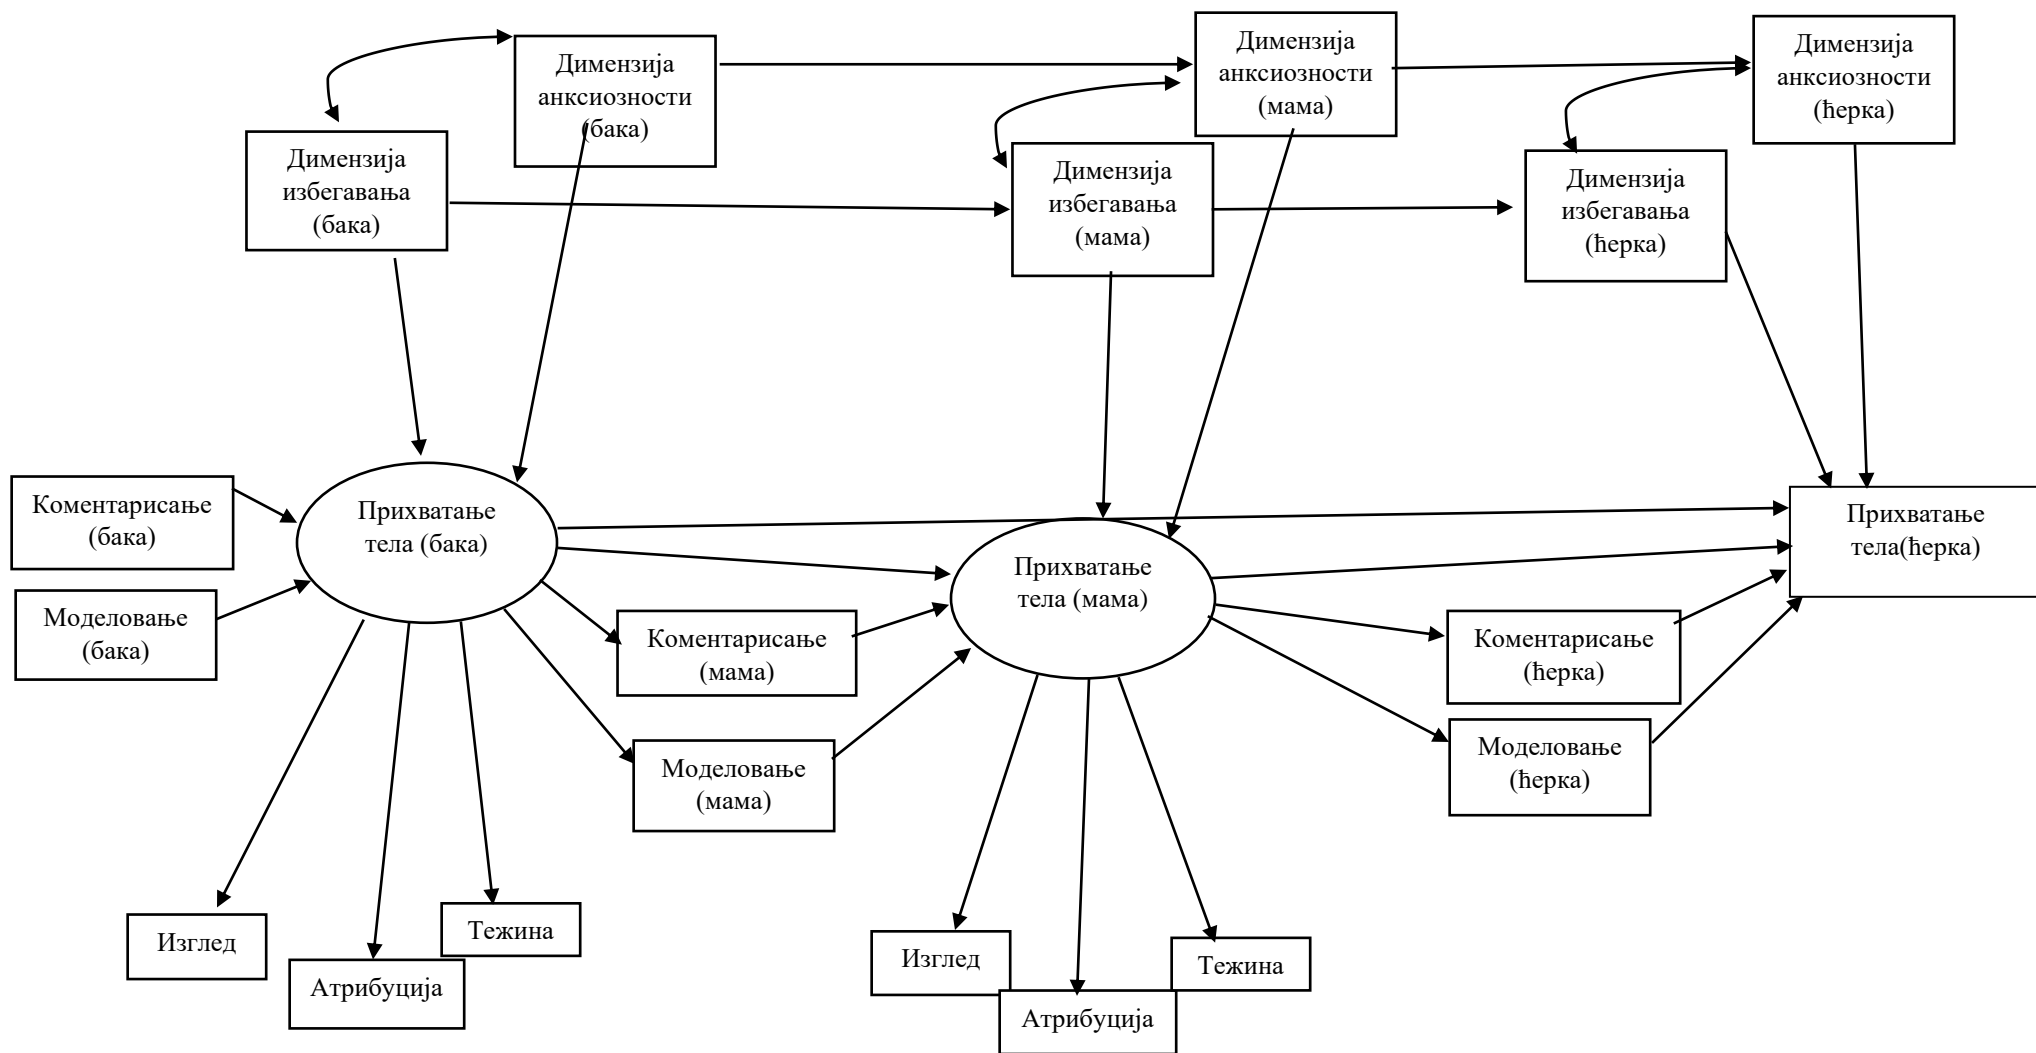 Димензија
анксиозности
(бака)
Димензија
анксиозности
(мама)
Димензија
анксиозности
(ћерка)
Димензија
избегавања
(бака)
Димензија
избегавања
(мама)
Димензија
избегавања
(ћерка)
Коментарисање
(бака)
Прихватање
тела (бака)
Прихватање
тела (мама)
Прихватање
тела(ћерка)
Моделовање
(бака)
Коментарисање
(мама)
Коментарисање
(ћерка)
Моделовање
(мама)
Моделовање
(ћерка)
Изглед
Атрибуција
Тежина
Изглед
Атрибуција
Тежина